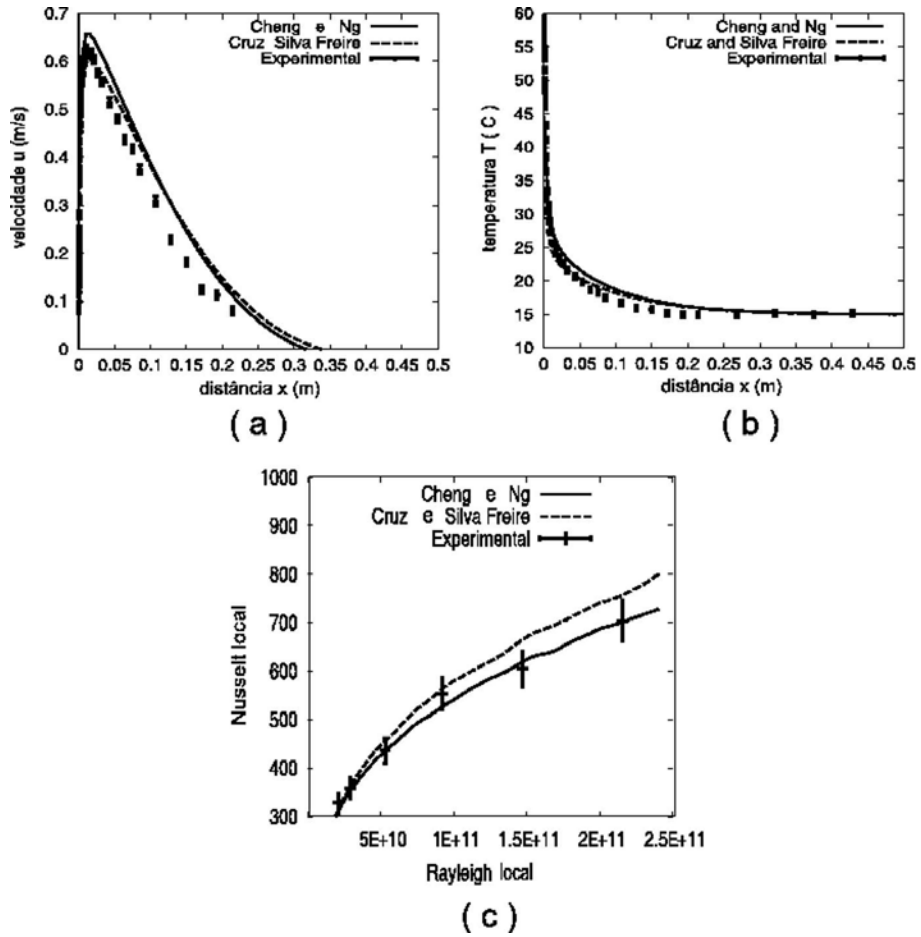 0.7
0.6
0.5
0.4
0.3
0.2
0.1
0
velocidade u (m/s)
Cheng e Ng
Cruz Silva Freire
Experimental
0 0.05 0.1 0.15 0.2 0.25 0.3 0.35 0.4 0.45 0.5
distância x (m)
( a )
60
55
50
45
40
35
30
25
20
15
10
temperatura T ( C )
Cheng and Ng
Cruz and Silva Freire
Experimental
0 0.05 0.1 0.15 0.2 0.25 0.3 0.35 0.4 0.45 0.5
distância x (m)
( b )
1000
900
800
700
600
500
400
300
Nusselt local
Cheng e Ng
Cruz e Silva Freire
Experimental
5E+10 1E+11 1.5E+11 2E+11 2.5E+11
Rayleigh local
( c )